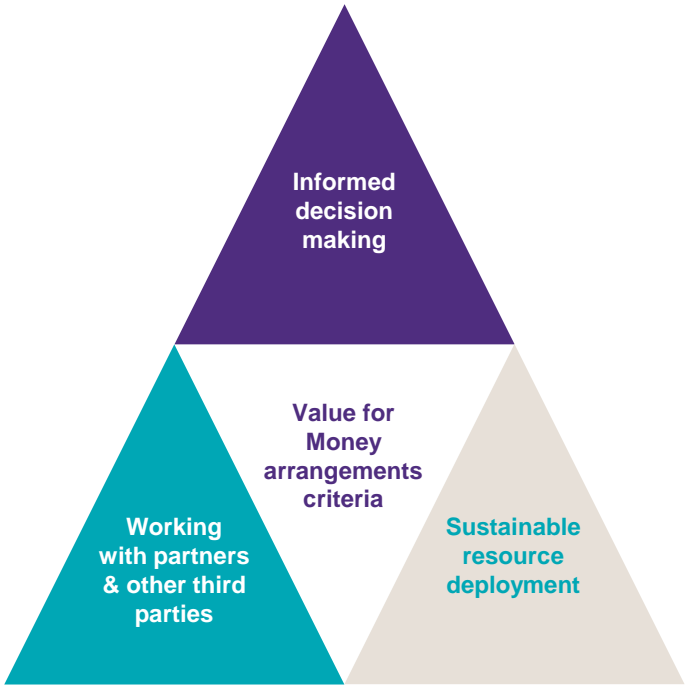 Informed
decision
making
Value for
Money
arrangements
criteria
Working
with partners
& other third
parties
Sustainable
resource
deployment